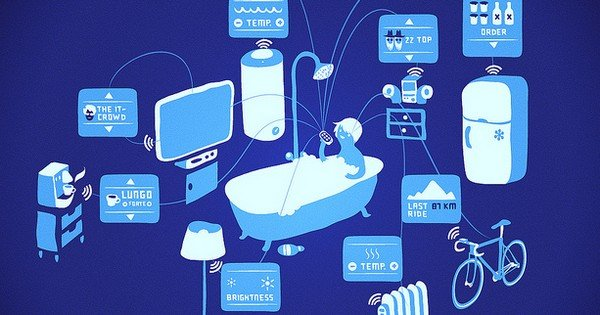 TEMP.
ZZ TOP
ORDER
THE IT-
CROWD
LUNGO
FORTE
LAST 87 KM
RIDE
TEMP.
BRIGHTNESS